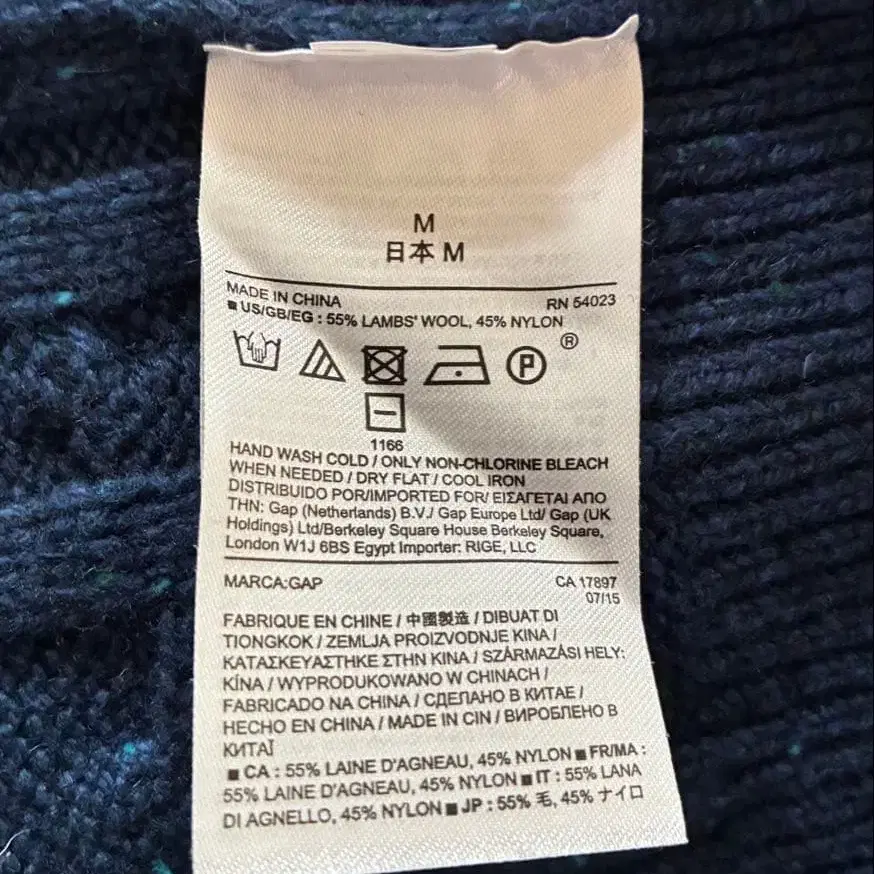 M
日本 M
MADE IN CHINA RN 54023
■ US/GB/EG : 55% LAMBS' WOOL, 45% NYLON
P ®
1166
HAND WASH COLD / ONLY NON-CHLORINE BLEACH
WHEN NEEDED / DRY FLAT / COOL IRON
DISTRIBUIDO POR/IMPORTED FOR/ ΕΙΣΑΓΕΤΑΙ ΑΠΟ
ΤΗΝ: Gap (Netherlands) B.V./ Gap Europe Ltd/ Gap (UK
Holdings) Ltd/Berkeley Square House Berkeley Square,
London W1J 6BS Egypt Importer: RIGE, LLC
MARCA:GAP CA 17897
07/15
FABRIQUE EN CHINE / 中國製造 / DIBUAT DI
TIONGKOK / ZEMLJA PROIZVODNJE KINA /
ΚΑΤΑΣΚΕΥΑΣΤΗΚΕ ΣΤΗΝ ΚΙΝΑ / SZÁRMAZÁSI HELY:
KÍNA / WYPRODUKOWANO W CHINACH /
FABRICADO NA CHINA / СДЕЛАНО В КИТАЕ /
HECHO EN CHINA / MADE IN CIN / ВИРОБЛЕНО В
КИТАЇ
■ CA : 55% LAINE D'AGNEAU, 45% NYLON ■ FR/MA :
55% LAINE D'AGNEAU, 45% NYLON ■ IT : 55% LANA
DI AGNELLO, 45% NYLON ■ JP : 55% 毛, 45% ナイロ